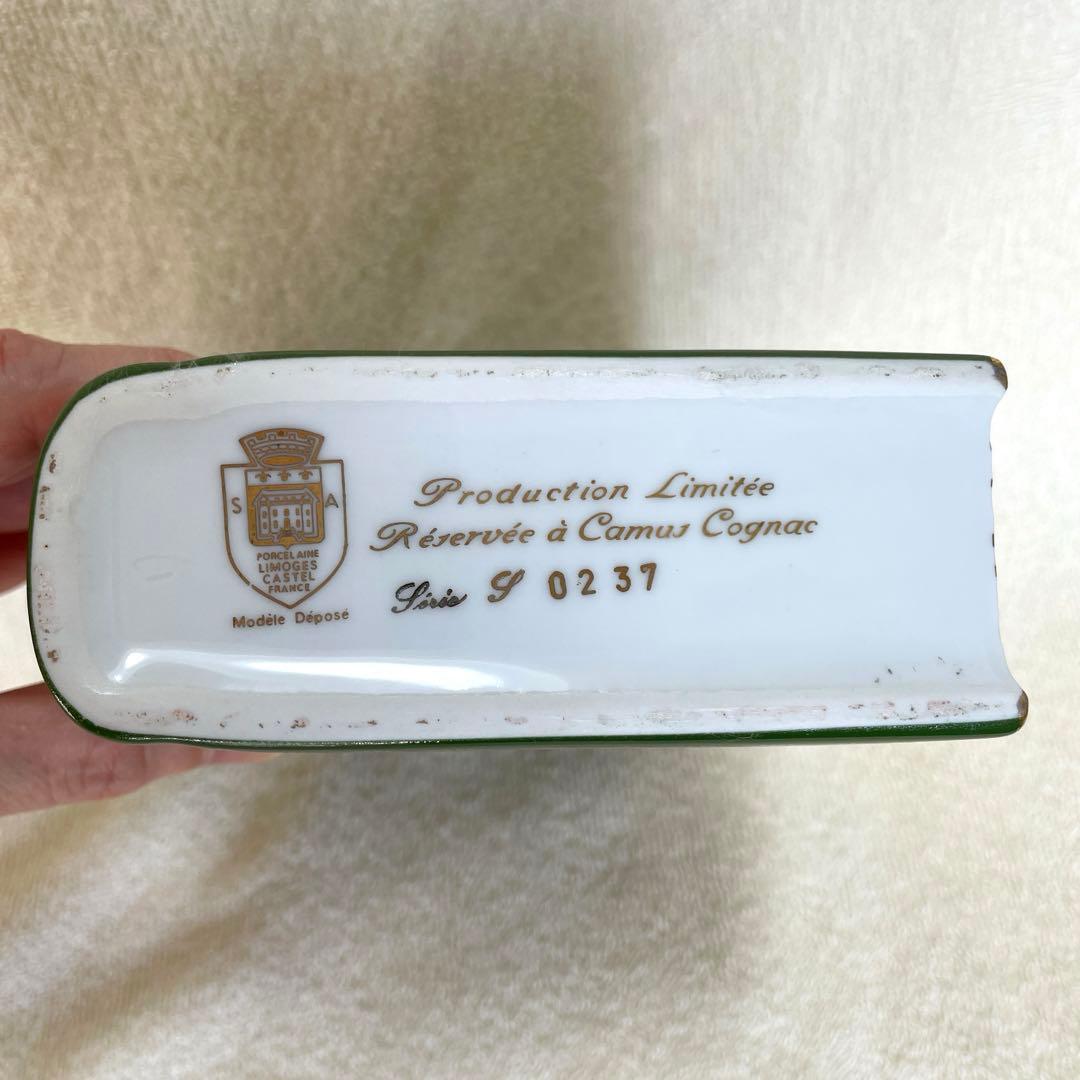 S A
PORCELAINE
LIMOGES
CASTEL
FRANCE
Modèle Déposé
Production Limitée
Réservée à Camus Cognac
Série S 0237